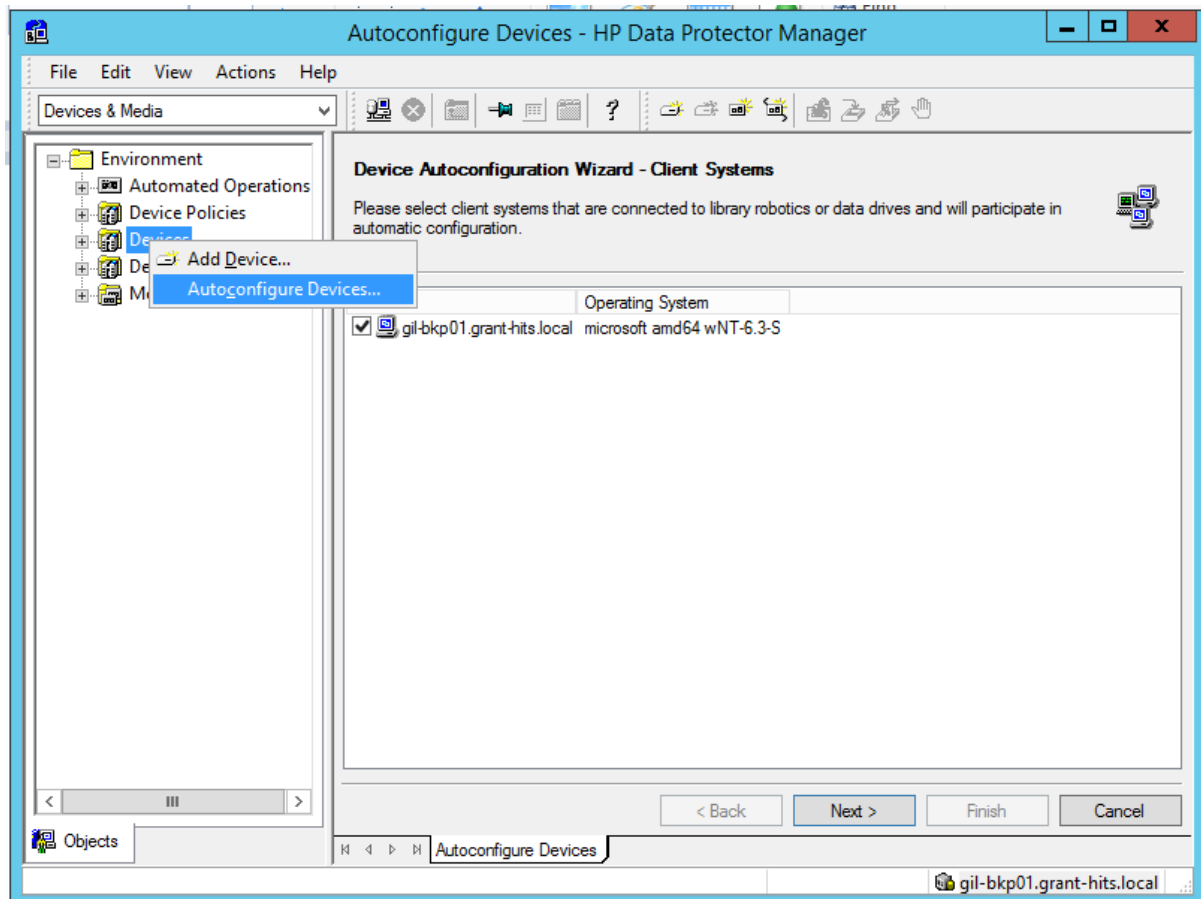 Find
Autoconfigure Devices - HP Data Protector Manager
File Edit View Actions Help
Devices & Media
Environment
Automated Operations
Device Policies
Devices
De
M
Add Device...
Autoconfigure Devices...
Device Autoconfiguration Wizard - Client Systems
Please select client systems that are connected to library robotics or data drives and will participate in
automatic configuration.
Operating System
gil-bkp01.grant-hits.local microsoft amd64 wNT-6.3-S
< Back Next > Finish Cancel
Objects
Autoconfigure Devices
gil-bkp01.grant-hits.local